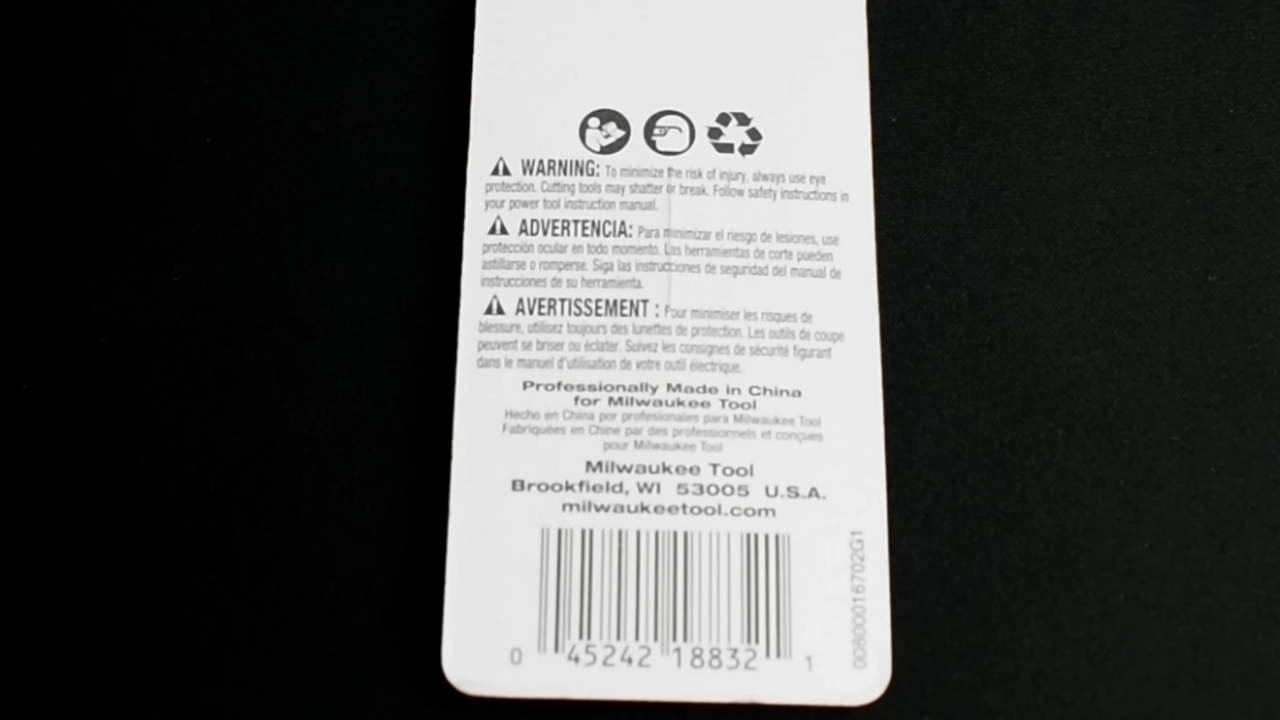 WARNING: To minimize the risk of injury, always use eye
protection. Cutting tools may shatter or break. Follow safety instructions in
your power tool instruction manual.
ADVERTENCIA: Para minimizar el riesgo de lesiones, use
protección ocular en todo momento. Las herramientas de corte pueden
astillarse o romperse. Siga las instrucciones de seguridad del manual de
instrucciones de su herramienta.
AVERTISSEMENT : Pour minimiser les risques de
blessure, utilisez toujours des lunettes de protection. Les outils de coupe
peuvent se briser ou éclater. Suivez les consignes de sécurité figurant
dans le manuel d'utilisation de votre outil électrique.
Professionally Made in China
for Milwaukee Tool
Hecho en China por profesionales para Milwaukee Tool
Fabriquées en Chine par des professionnels et conçues
pour Milwaukee Tool
Milwaukee Tool
Brookfield, WI 53005 U.S.A.
milwaukeetool.com
0 45242 18832 1
008000016702G1